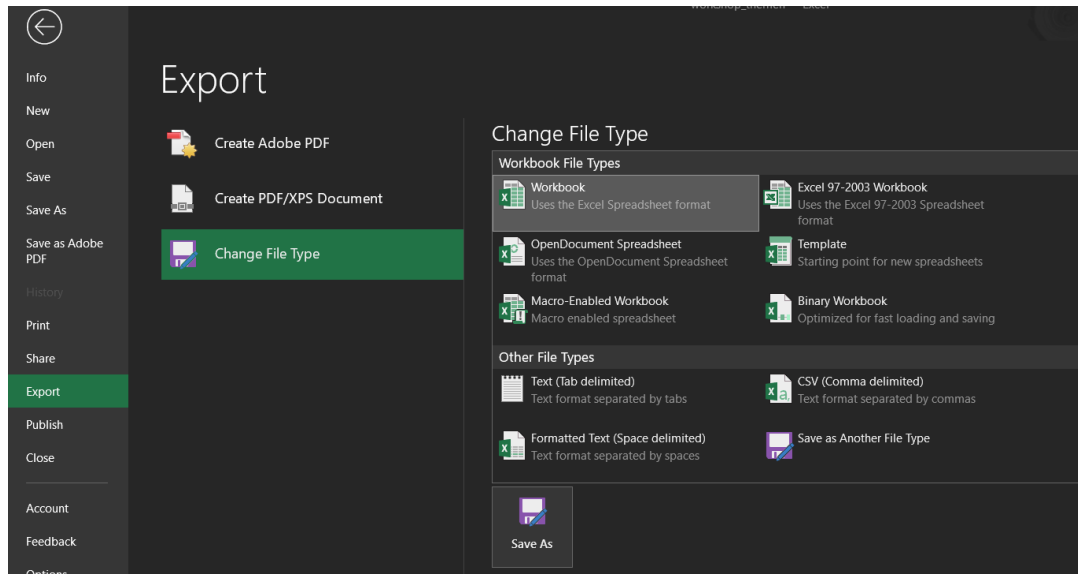 Info
New
Open
Save
Save As
Save as Adobe
PDF
History
Print
Share
Export
Publish
Close
Account
Feedback
Options
Export
Create Adobe PDF
Create PDF/XPS Document
Change File Type
Change File Type
Workbook File Types
Workbook
Uses the Excel Spreadsheet format
Excel 97-2003 Workbook
Uses the Excel 97-2003 Spreadsheet
format
OpenDocument Spreadsheet
Uses the OpenDocument Spreadsheet
format
Template
Starting point for new spreadsheets
Macro-Enabled Workbook
Macro enabled spreadsheet
Binary Workbook
Optimized for fast loading and saving
Other File Types
Text (Tab delimited)
Text format separated by tabs
CSV (Comma delimited)
Text format separated by commas
Formatted Text (Space delimited)
Text format separated by spaces
Save as Another File Type
Save As